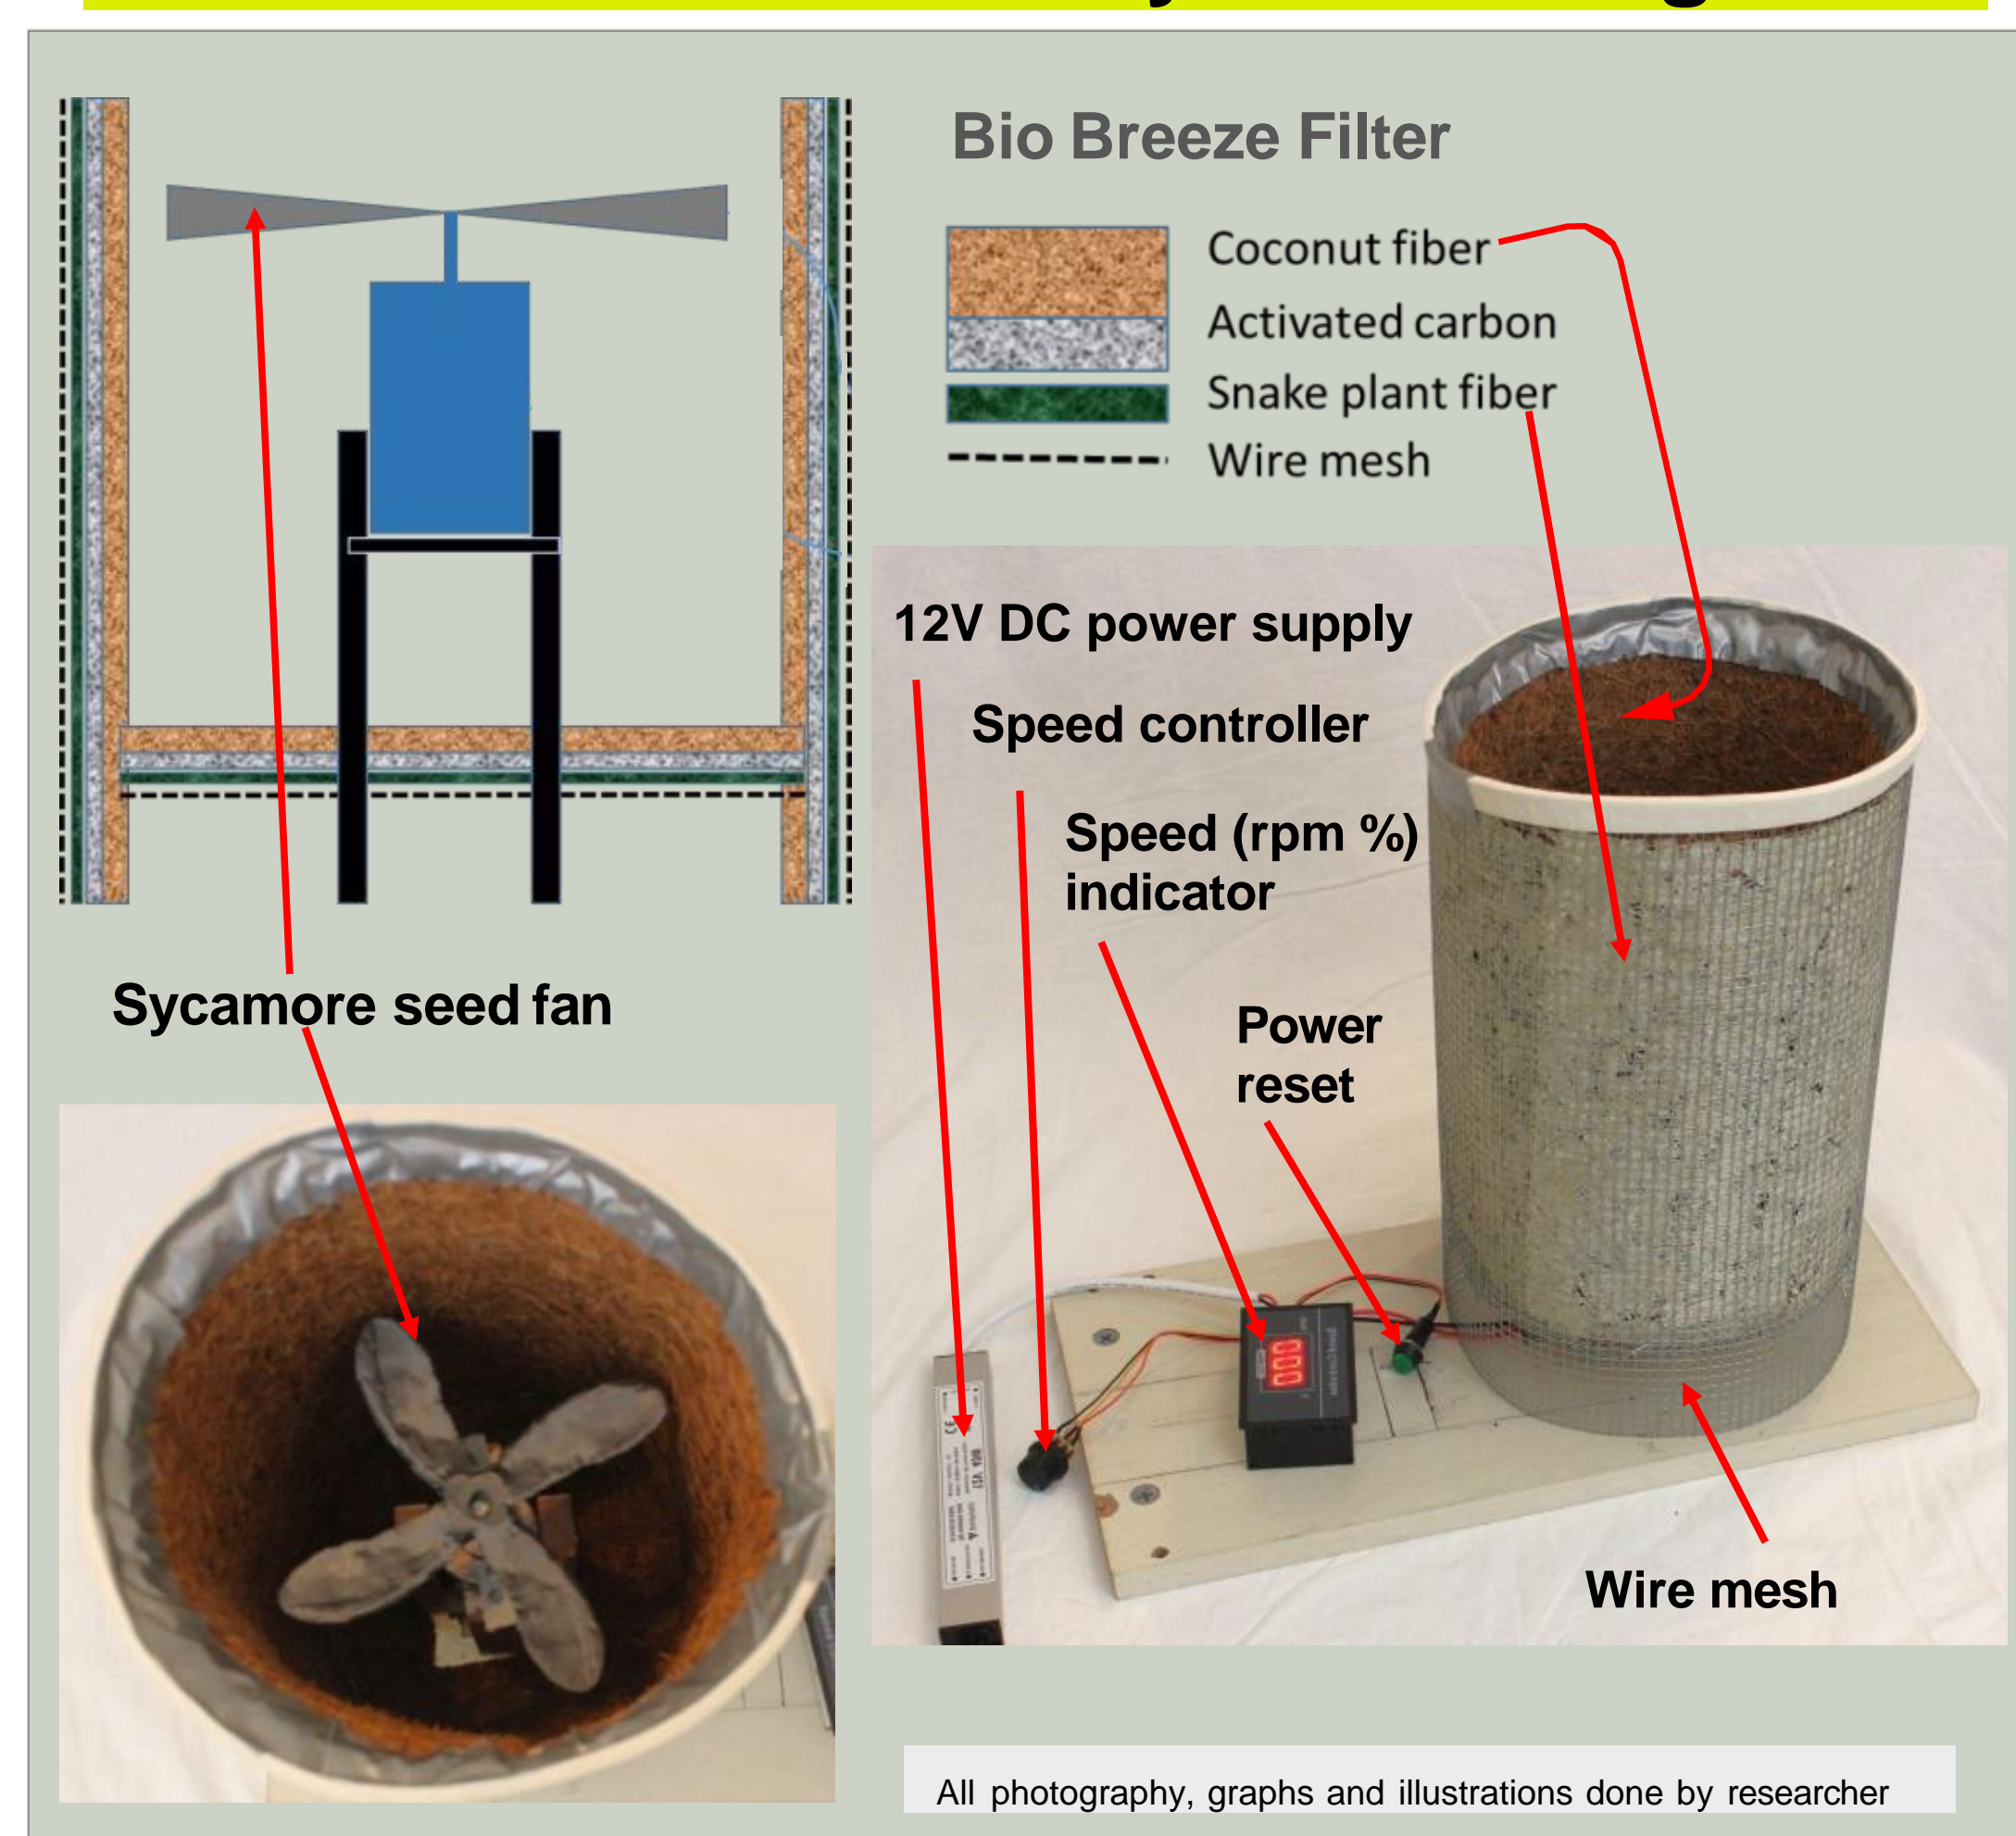 Bio Breeze Filter
Coconut fiber
Activated carbon
Snake plant fiber
Wire mesh
12V DC power supply
Speed controller
Speed (rpm %)
indicator
Power
reset
Sycamore seed fan
000
Wire mesh
All photography, graphs and illustrations done by researcher